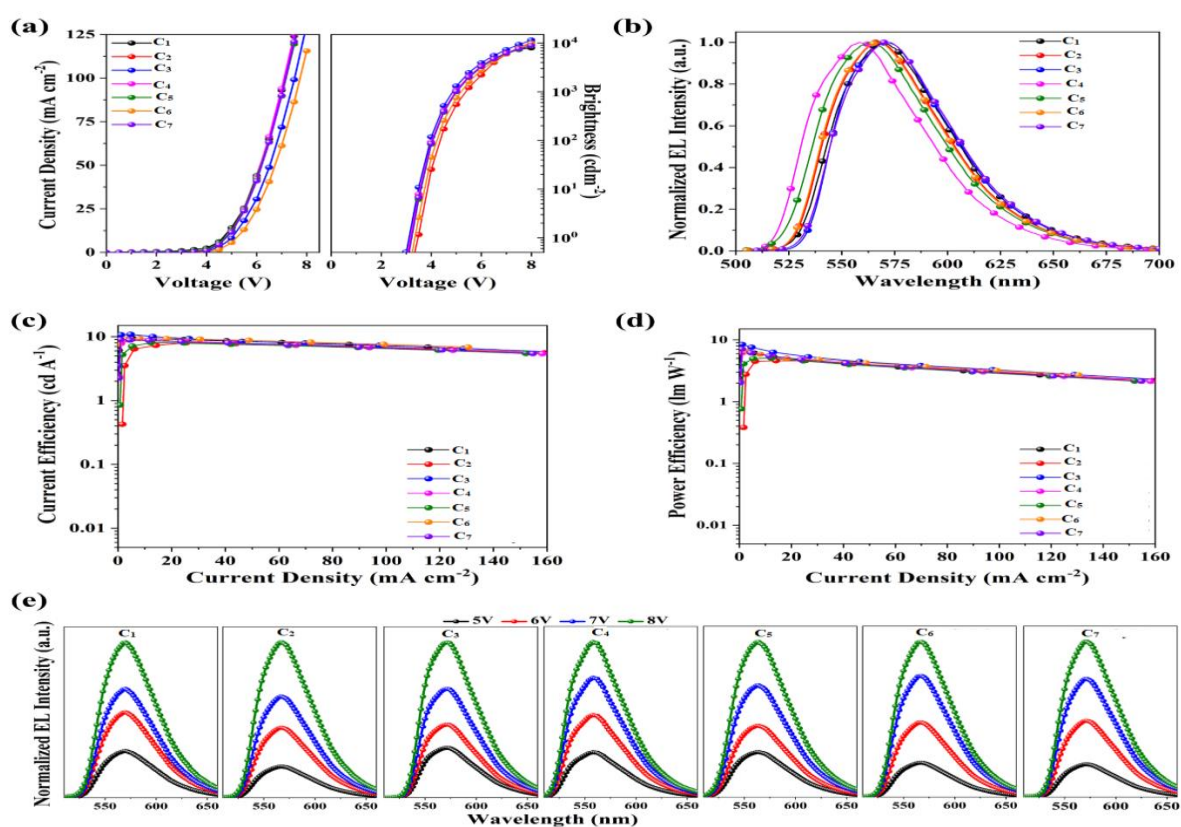 (a)
125
100
75
50
25
0
Current Density (mA cm-2)
C1
C2
C3
C4
C5
C6
C7
0 2 4 6 8
Voltage (V)
2 4 6 8
Voltage (V)
10^4
10^3
10^2
10^1
10^0
Brightness (cdm-2)
(b)
1.0
0.8
0.6
0.4
0.2
0.0
Normalized EL Intensity (a.u.)
C1
C2
C3
C4
C5
C6
C7
500 525 550 575 600 625 650 675 700
Wavelength (nm)
(c)
10
1
0.1
0.01
Current Efficiency (cd A-1)
C1
C2
C3
C4
C5
C6
C7
0 20 40 60 80 100 120 140 160
Current Density (mA cm-2)
(d)
10
1
0.1
0.01
Power Efficiency (lm W-1)
C1
C2
C3
C4
C5
C6
C7
0 20 40 60 80 100 120 140 160
Current Density (mA cm-2)
(e)
5V 6V 7V 8V
Normalized EL Intensity (a.u.)
C1 C2 C3 C4 C5 C6 C7
550 600 650 550 600 650 550 600 650 550 600 650 550 600 650 550 600 650 550 600 650
Wavelength (nm)